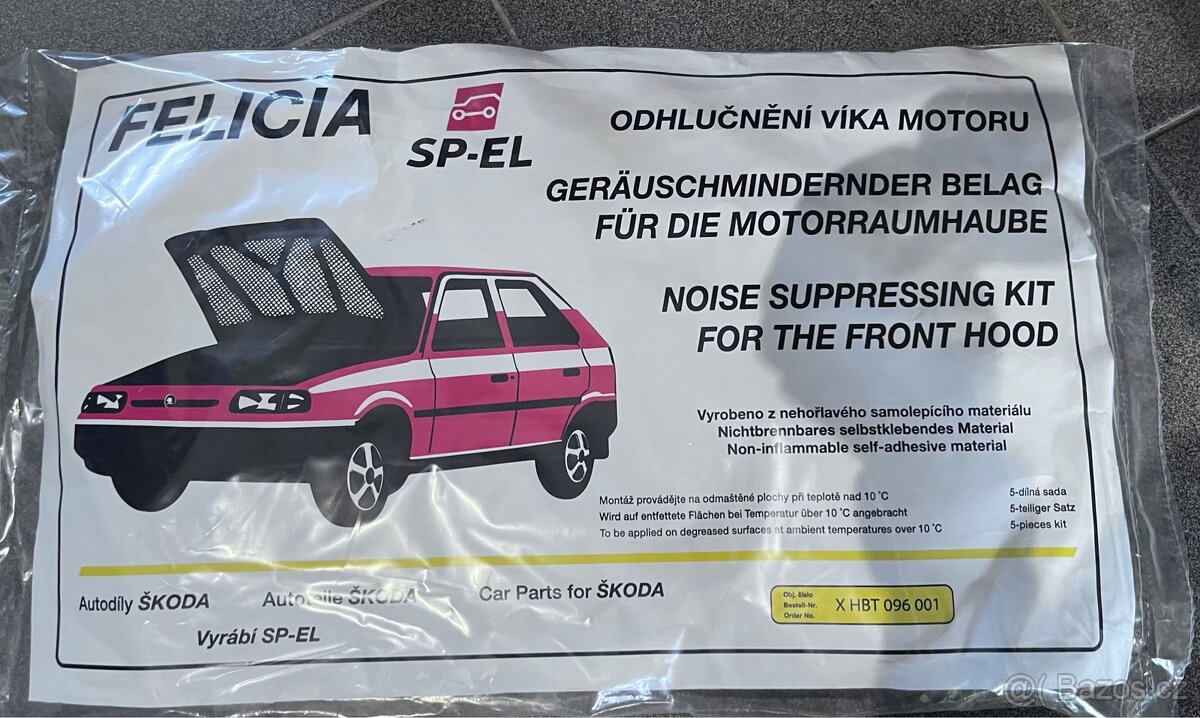 FELICIA
SP-EL
ODHLUČNĚNÍ VÍKA MOTORU
GERÄUSCHMINDERNDER BELAG
FÜR DIE MOTORRAUMHAUBE
NOISE SUPPRESSING KIT
FOR THE FRONT HOOD
Vyrobeno z nehořlavého samolepícího materiálu
Nichtbrennbares selbstklebendes Material
Non-inflammable self-adhesive material
Montáž provádějte na odmaštěné plochy při teplotě nad 10 °C
Wird auf entfettete Flächen bei Temperatur über 10 °C angebracht
To be applied on degreased surfaces at ambient temperatures over 10 °C
5-dílná sada
5-teiliger Satz
5-pieces kit
Autodíly ŠKODA
Autoteile ŠKODA
Car Parts for ŠKODA
Vyrábí SP-EL
Obj. číslo
Bestell-Nr.
Order No.
X HBT 096 001
@( Bazos.cz